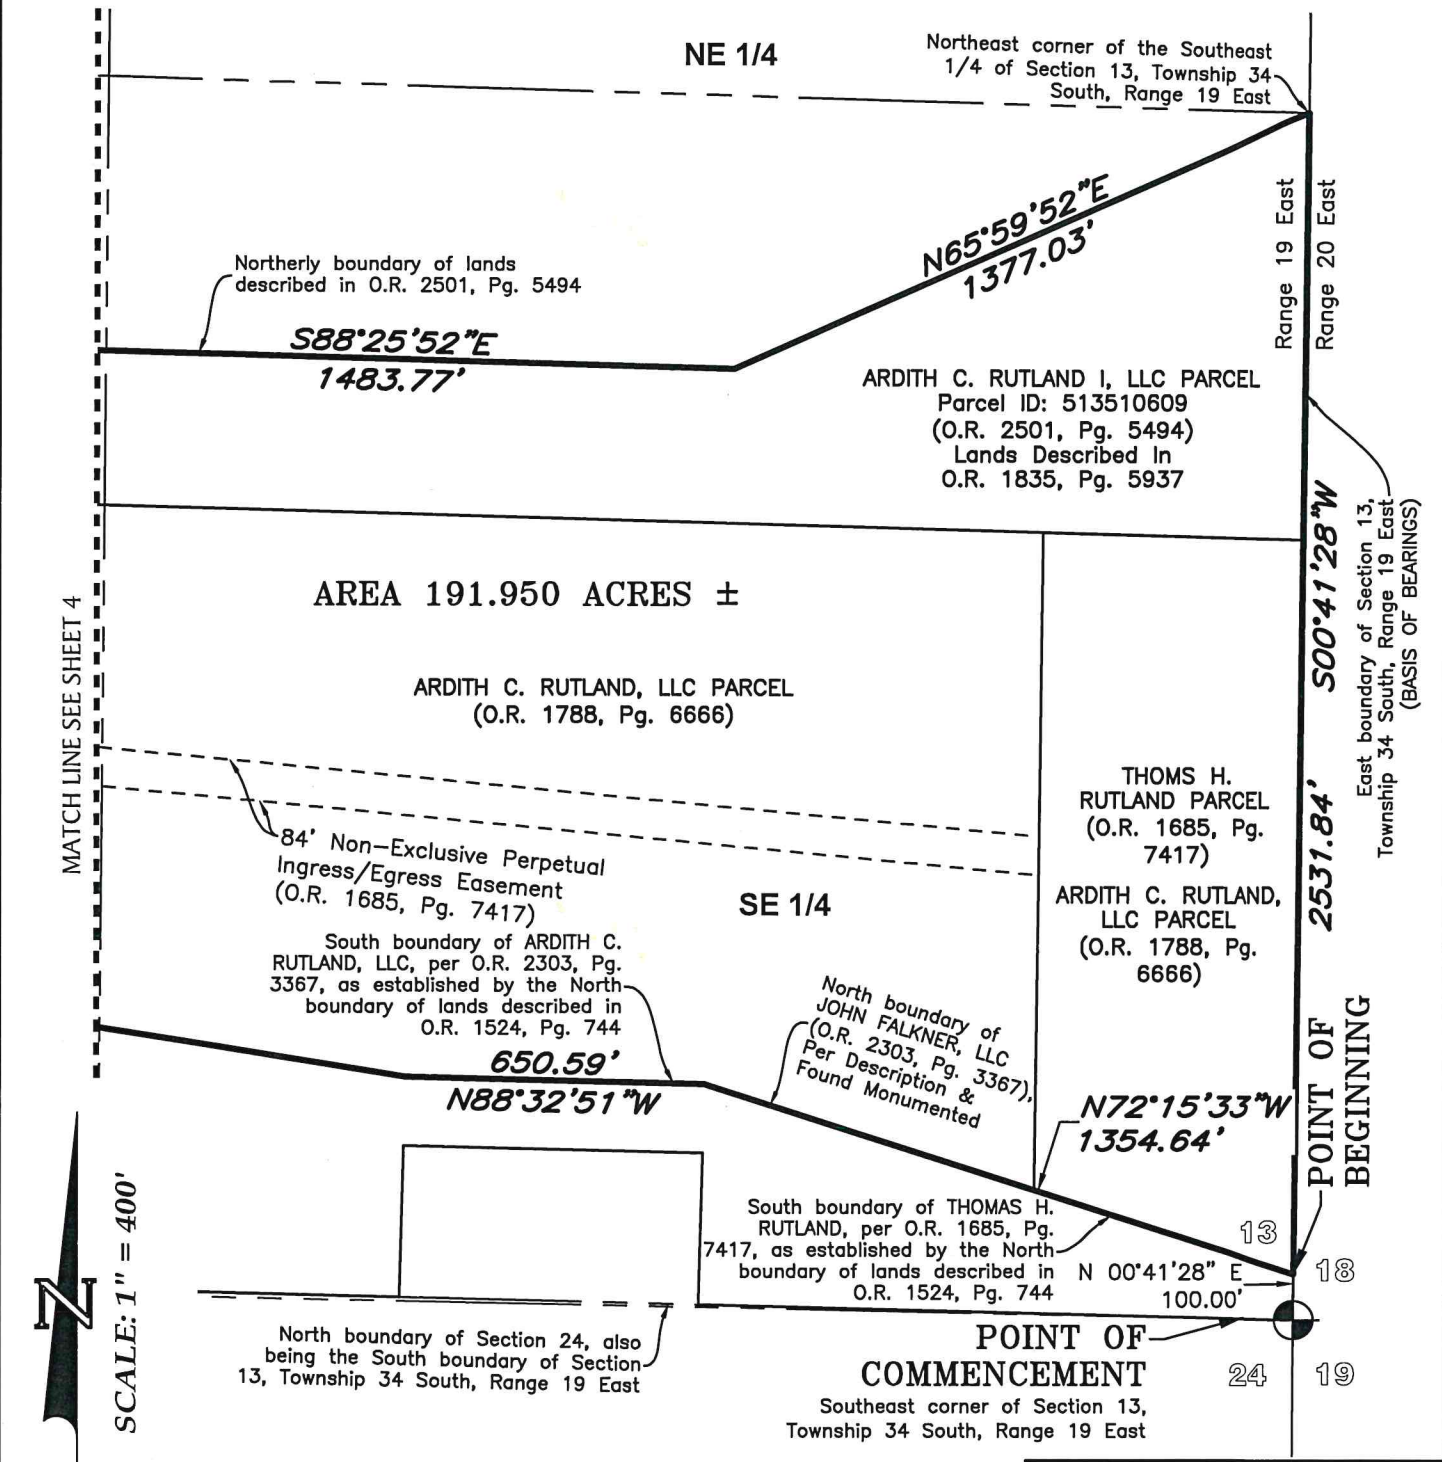 NE 1/4
Northeast corner of the Southeast
1/4 of Section 13, Township 34
South, Range 19 East
N65°59'52"E
1377.03'
Range 19 East
Range 20 East
Northerly boundary of lands
described in O.R. 2501, Pg. 5494
S88°25'52"E
1483.77'
ARDITH C. RUTLAND I, LLC PARCEL
Parcel ID: 513510609
(O.R. 2501, Pg. 5494)
Lands Described In
O.R. 1835, Pg. 5937
S00°41'28"W
2531.84'
East boundary of Section 13,
Township 34 South, Range 19 East
(BASIS OF BEARINGS)
AREA 191.950 ACRES ±
MATCH LINE SEE SHEET 4
ARDITH C. RUTLAND, LLC PARCEL
(O.R. 1788, Pg. 6666)
THOMS H.
RUTLAND PARCEL
(O.R. 1685, Pg.
7417)
84' Non-Exclusive Perpetual
Ingress/Egress Easement
(O.R. 1685, Pg. 7417)
SE 1/4
ARDITH C. RUTLAND,
LLC PARCEL
(O.R. 1788, Pg.
6666)
South boundary of ARDITH C.
RUTLAND, LLC, per O.R. 2303, Pg.
3367, as established by the North
boundary of lands described in
O.R. 1524, Pg. 744
650.59'
N88°32'51"W
North boundary of
JOHN FALKNER, LLC
(O.R. 2303, Pg. 3367),
Per Description &
Found Monumented
N72°15'33"W
1354.64'
POINT OF
BEGINNING
South boundary of THOMAS H.
RUTLAND, per O.R. 1685, Pg.
7417, as established by the North
boundary of lands described in
O.R. 1524, Pg. 744
13
18
N 00°41'28" E
100.00'
N
SCALE: 1" = 400'
North boundary of Section 24, also
being the South boundary of Section
13, Township 34 South, Range 19 East
POINT OF
COMMENCEMENT
Southeast corner of Section 13,
Township 34 South, Range 19 East
24
19